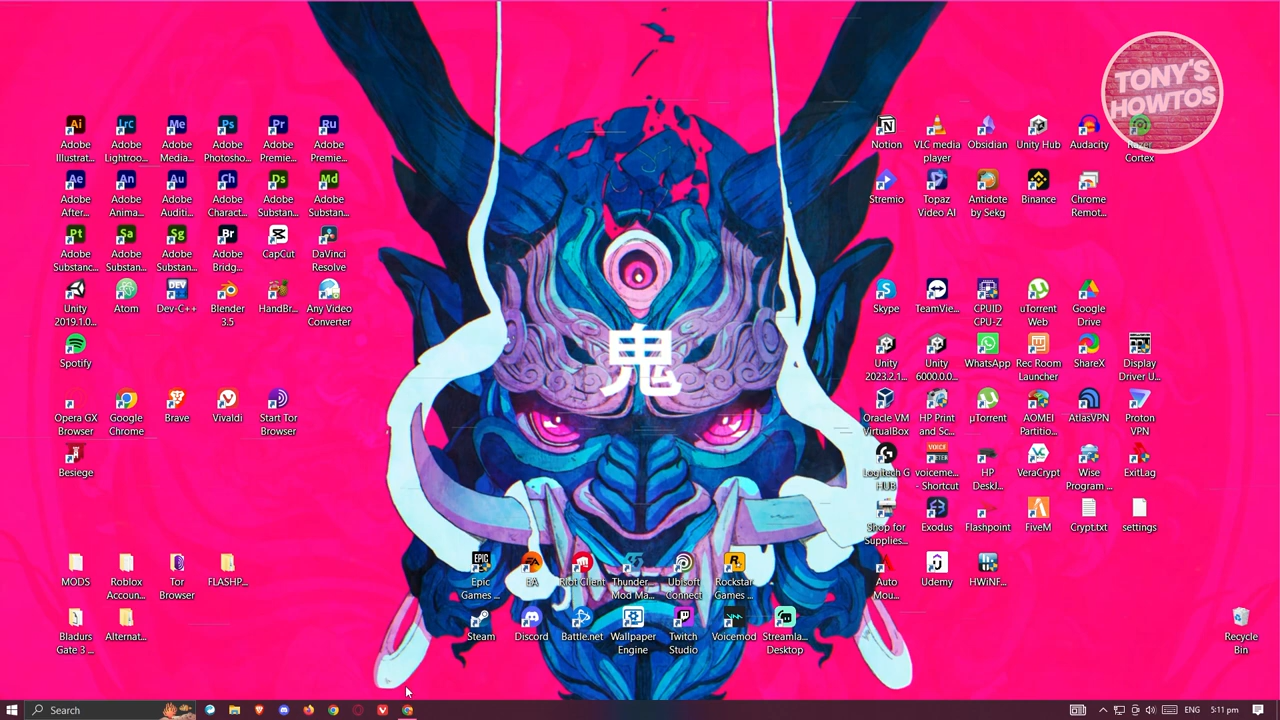 TONY'S
HOWTOS
Adobe Illustrat...
Adobe Lightroo...
Adobe Media...
Adobe Photosho...
Adobe Premie...
Adobe Premie...
Adobe After...
Adobe Anima...
Adobe Auditi...
Adobe Charact...
Adobe Substan...
Adobe Substan...
Adobe Substanc...
Adobe Substan...
Adobe Substan...
Adobe Bridg...
CapCut
DaVinci Resolve
Unity 2019.1.0...
Atom
Dev-C++
Blender 3.5
HandBr...
Any Video Converter
Spotify
Opera GX Browser
Google Chrome
Brave
Vivaldi
Start Tor Browser
Besiege
MODS
Roblox Accoun...
Tor Browser
FLASHP...
Bladurs Gate 3 ...
Alternat...
鬼
Epic Games ...
EA
Riot Client
Thunder... Mod Ma...
Ubisoft Connect
Rockstar Games ...
Steam
Discord
Battle.net
Wallpaper Engine
Twitch Studio
Voicemod
Streamla... Desktop
Notion
VLC media player
Obsidian
Unity Hub
Audacity
Razer Cortex
Stremio
Topaz Video AI
Antidote by Sekg
Binance
Chrome Remot...
Skype
TeamVie...
CPUID CPU-Z
uTorrent Web
Google Drive
Unity 2023.2.1...
Unity 6000.0.0...
WhatsApp
Rec Room Launcher
ShareX
Display Driver U...
Oracle VM VirtualBox
HP Print and Sc...
µTorrent
AOMEI Partitio...
AtlasVPN
Proton VPN
Logitech G HUB
voiceme... - Shortcut
HP DeskJ...
VeraCrypt
Wise Program ...
ExitLag
Shop for Supplies...
Exodus
Flashpoint
FiveM
Crypt.txt
settings
Auto Mou...
Udemy
HWiNF...
Recycle Bin
Search
ENG
5:11 pm